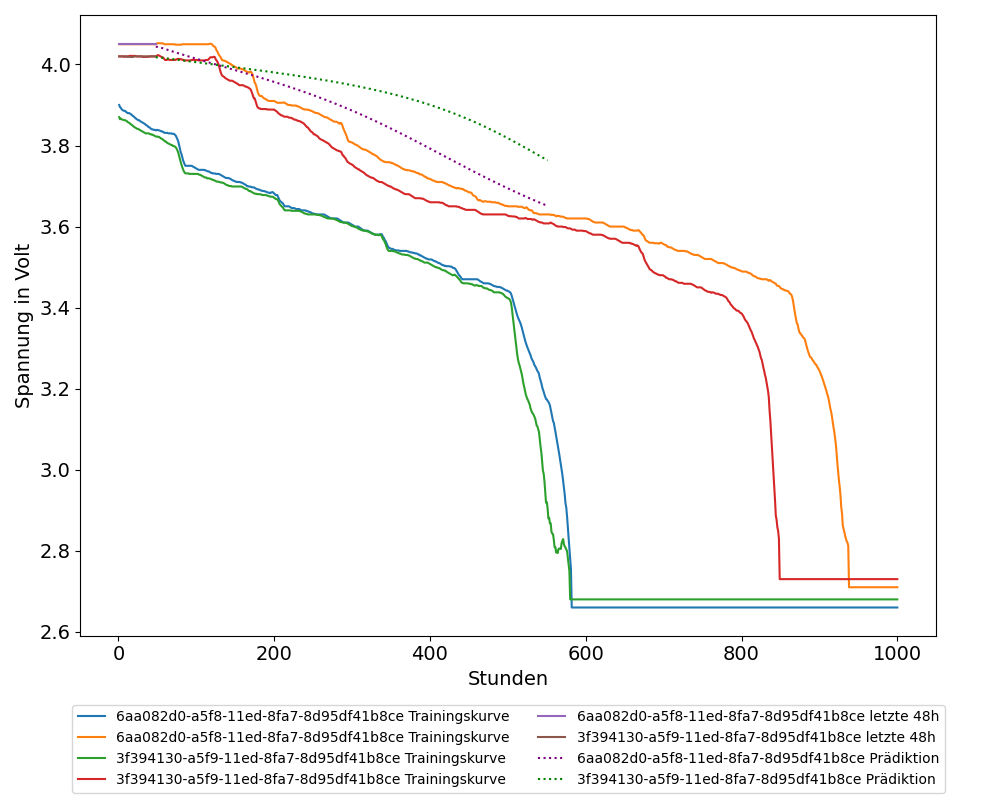 4.0
3.8
3.6
3.4
3.2
3.0
2.8
2.6
Spannung in Volt
0 200 400 600 800 1000
Stunden
6aa082d0-a5f8-11ed-8fa7-8d95df41b8ce Trainingskurve
6aa082d0-a5f8-11ed-8fa7-8d95df41b8ce Trainingskurve
3f394130-a5f9-11ed-8fa7-8d95df41b8ce Trainingskurve
3f394130-a5f9-11ed-8fa7-8d95df41b8ce Trainingskurve
6aa082d0-a5f8-11ed-8fa7-8d95df41b8ce letzte 48h
3f394130-a5f9-11ed-8fa7-8d95df41b8ce letzte 48h
6aa082d0-a5f8-11ed-8fa7-8d95df41b8ce Prädiktion
3f394130-a5f9-11ed-8fa7-8d95df41b8ce Prädiktion